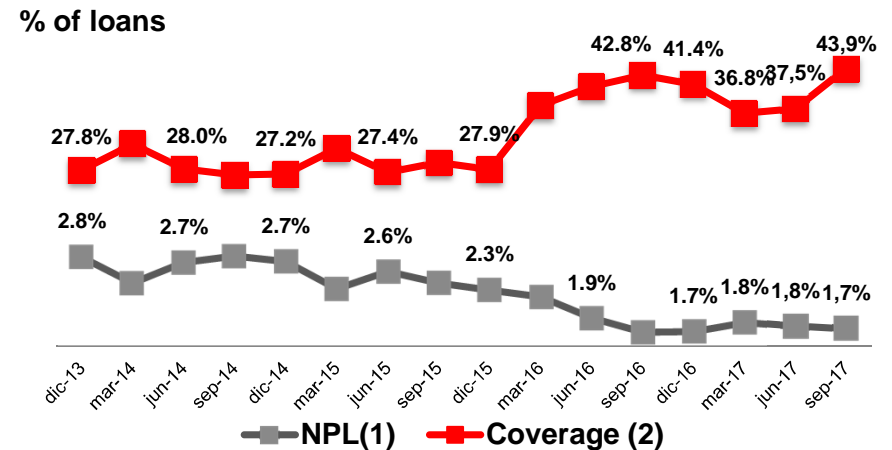 % of loans
42.8% 41.4% 43,9%
36.8% 37,5%
27.8% 28.0% 27.2% 27.4% 27.9%
2.8% 2.7% 2.7% 2.6% 2.3%
1.9% 1.7% 1.8% 1,8% 1,7%
dic-13 mar-14 jun-14 sep-14 dic-14 mar-15 jun-15 sep-15 dic-15 mar-16 jun-16 sep-16 dic-16 mar-17 jun-17 sep-17
NPL(1) Coverage (2)